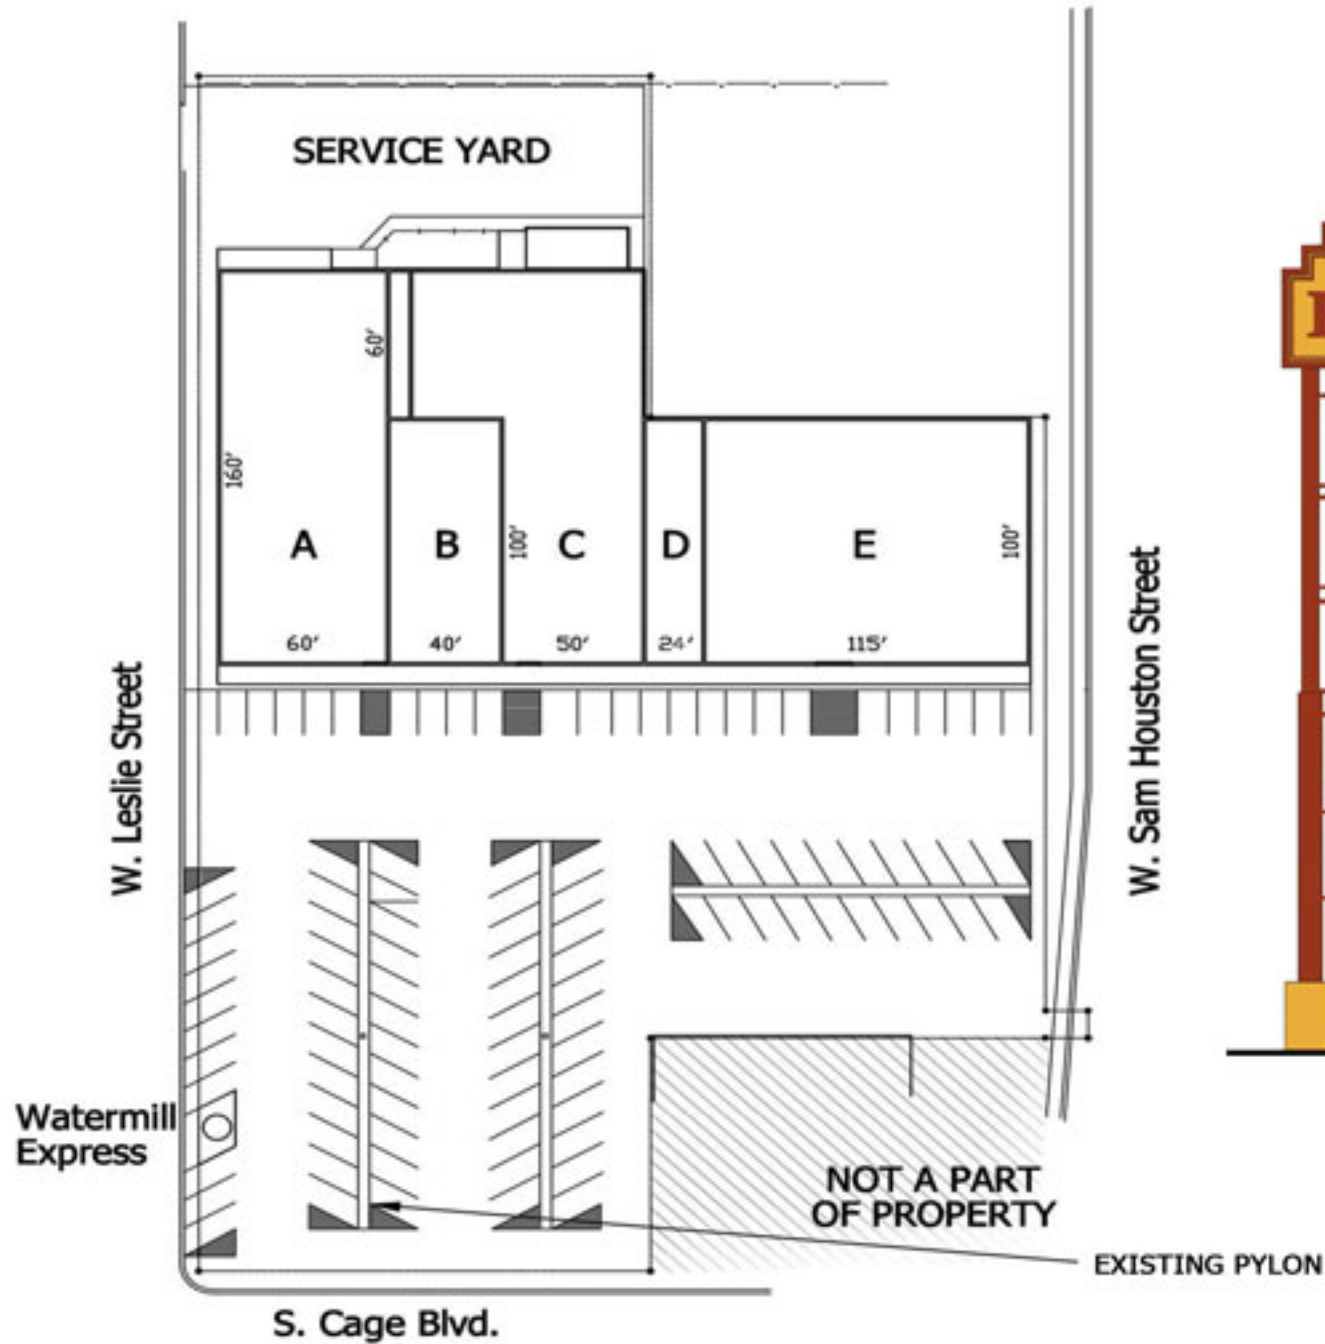 SERVICE YARD
60'
160'
A
B
100'
C
D
E
100'
60'
40'
50'
24'
115'
W. Leslie Street
W. Sam Houston Street
Watermill
Express
NOT A PART
OF PROPERTY
EXISTING PYLON
S. Cage Blvd.